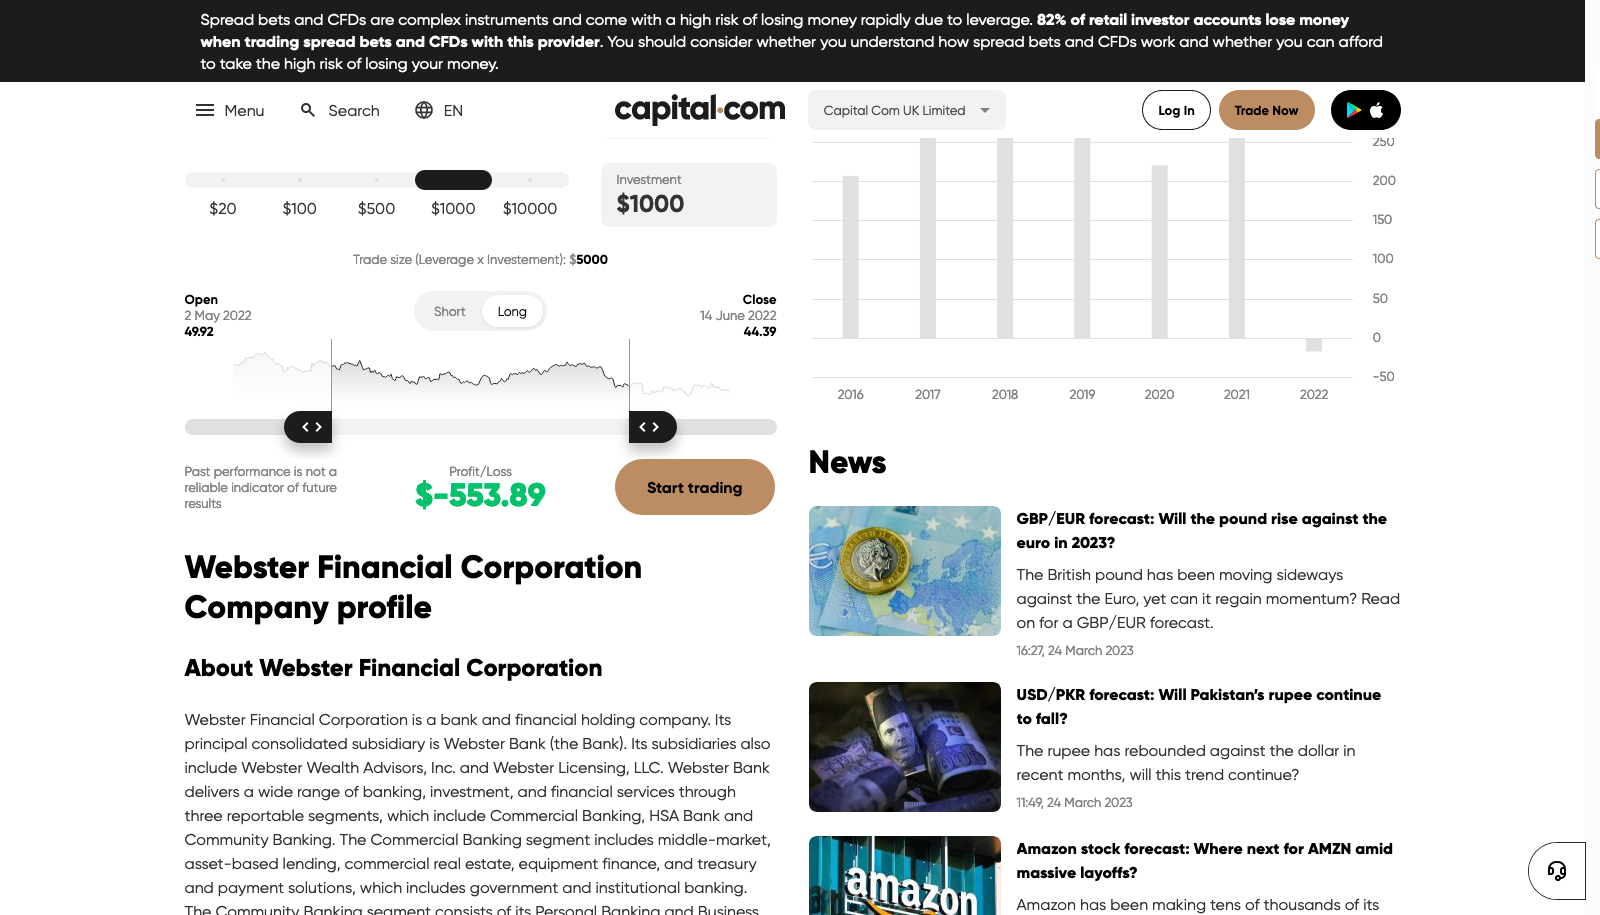 Spread bets and CFDs are complex instruments and come with a high risk of losing money rapidly due to leverage. 82% of retail investor accounts lose money
when trading spread bets and CFDs with this provider. You should consider whether you understand how spread bets and CFDs work and whether you can afford
to take the high risk of losing your money.
Menu
Search
EN
capital.com
Capital Com UK Limited
Log In
Trade Now
$20
$100
$500
$1000
$10000
Investment
$1000
Trade size (Leverage x Investement): $5000
Open
2 May 2022
49.92
Short
Long
Close
14 June 2022
44.39
Past performance is not a
reliable indicator of future
results
Profit/Loss
$-553.89
Start trading
Webster Financial Corporation
Company profile
About Webster Financial Corporation
Webster Financial Corporation is a bank and financial holding company. Its
principal consolidated subsidiary is Webster Bank (the Bank). Its subsidiaries also
include Webster Wealth Advisors, Inc. and Webster Licensing, LLC. Webster Bank
delivers a wide range of banking, investment, and financial services through
three reportable segments, which include Commercial Banking, HSA Bank and
Community Banking. The Commercial Banking segment includes middle-market,
asset-based lending, commercial real estate, equipment finance, and treasury
and payment solutions, which includes government and institutional banking.
The Community Banking segment consists of its Personal Banking and Business
250
200
150
100
50
0
-50
2016
2017
2018
2019
2020
2021
2022
News
GBP/EUR forecast: Will the pound rise against the
euro in 2023?
The British pound has been moving sideways
against the Euro, yet can it regain momentum? Read
on for a GBP/EUR forecast.
16:27, 24 March 2023
USD/PKR forecast: Will Pakistan's rupee continue
to fall?
The rupee has rebounded against the dollar in
recent months, will this trend continue?
11:49, 24 March 2023
amazon
Amazon stock forecast: Where next for AMZN amid
massive layoffs?
Amazon has been making tens of thousands of its